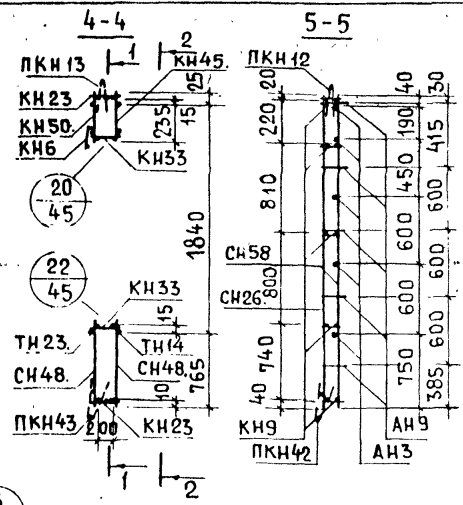 4-4
5-5
1
2
ПКН13
КН45.
25
КН23
15
КН50.
235
КН6
КН33
20
45
1840
22
45
КН33
15
ТН23.
ТН14
СН48.
СН48.
765
10
ПКН43
200
КН23
1
2
ПКН12
20
40
30
220
190
415
450
810
600
600
СН58
600
СН26
800
600
600
740
750
385
40
КН9
АН9
ПКН42
АН3